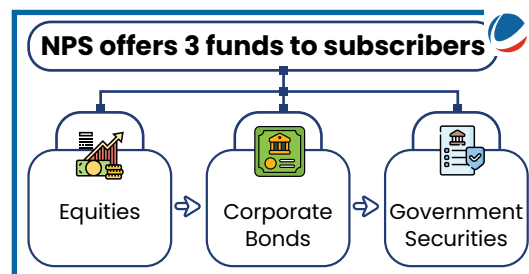 NPS offers 3 funds to subscribers
Equities
Corporate
Bonds
Government
Securities